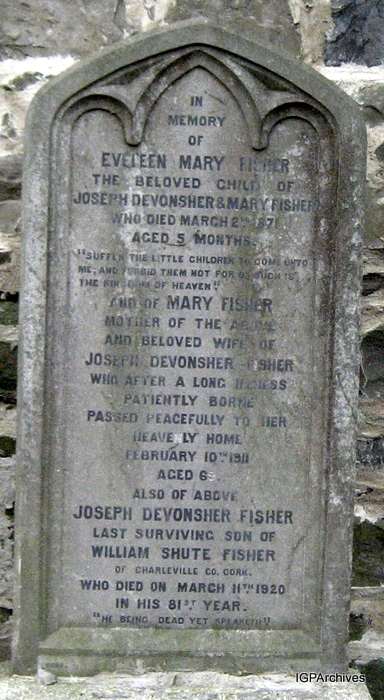 IN
MEMORY
OF
EVELEEN MARY FISHER
THE BELOVED CHILD OF
JOSEPH DEVONSHER & MARY FISHER
WHO DIED MARCH 2ND 1871
AGED 5 MONTHS.
"SUFFER THE LITTLE CHILDREN TO COME UNTO
ME, AND FORBID THEM NOT FOR OF SUCH IS
THE KINGDOM OF HEAVEN."
AND OF MARY FISHER
MOTHER OF THE ABOVE
AND BELOVED WIFE OF
JOSEPH DEVONSHER FISHER
WHO AFTER A LONG ILLNESS
PATIENTLY BORNE
PASSED PEACEFULLY TO HER
HEAVENLY HOME
FEBRUARY 10TH 1911
AGED
ALSO OF ABOVE
JOSEPH DEVONSHER FISHER
LAST SURVIVING SON OF
WILLIAM SHUTE FISHER
OF CHARLEVILLE CO. CORK.
WHO DIED ON MARCH 11TH 1920
IN HIS 81ST YEAR.
"HE BEING DEAD YET SPEAKETH"
IGPArchives